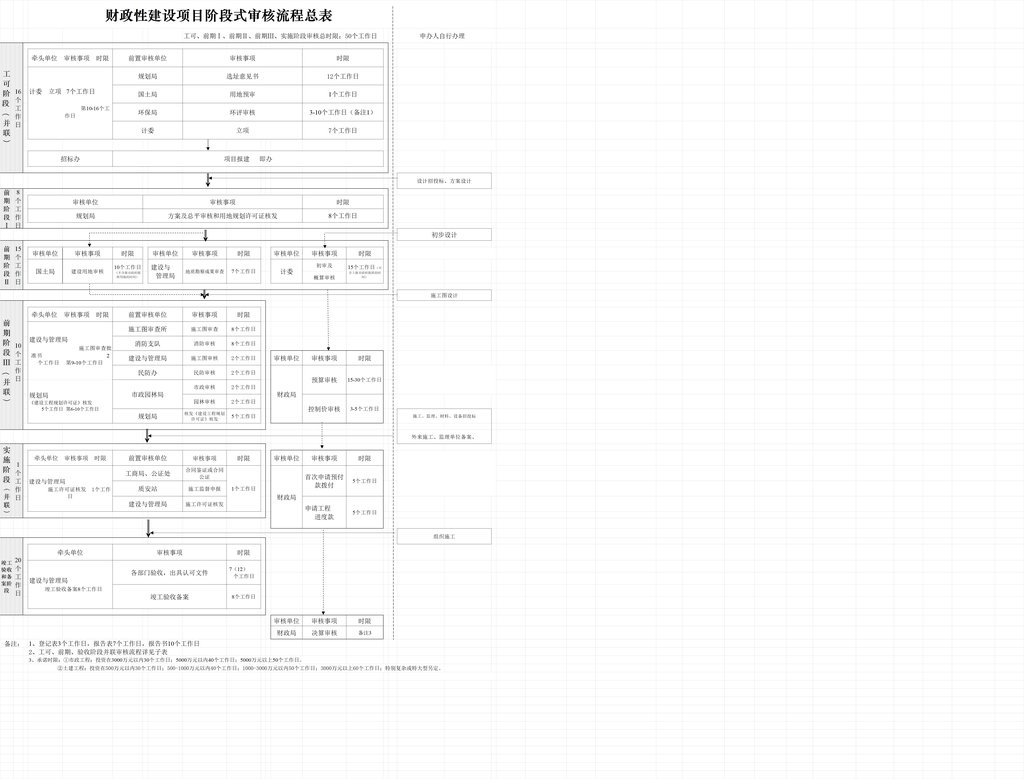 财政性建设项目阶段式审核流程总表
工可、前期Ⅰ、前期Ⅱ、前期Ⅲ、实施阶段审核总时限：50个工作日
申办人自行办理
工可阶段（并联）
16个工作日
牵头单位 审核事项 时限 前置审核单位 审核事项 时限
计委 立项 7个工作日
第10-16个工作日
规划局 选址意见书 12个工作日
国土局 用地预审 1个工作日
环保局 环评审核 3-10个工作日（备注1）
计委 立项 7个工作日
招标办 项目报建 即办
设计招投标、方案设计
前期阶段Ⅰ
8个工作日
审核单位 审核事项 时限
规划局 方案及总平审核和用地规划许可证核发 8个工作日
初步设计
前期阶段Ⅱ
15个工作日
审核单位 审核事项 时限 审核单位 审核事项 时限 审核单位 审核事项 时限
国土局 建设用地审核 10个工作日
建设与管理局 地质勘察成果审查 7个工作日
计委 初审及概算审核 15个工作日
施工图设计
前期阶段Ⅲ（并联）
10个工作日
牵头单位 审核事项 时限 前置审核单位 审核事项 时限
建设与管理局
施工图审查批准书 2个工作日 第9-10个工作日
规划局
《建设工程规划许可证》核发
5个工作日 第6-10个工作日
施工图审查所 施工图审查 8个工作日
消防支队 消防审核 8个工作日
建设与管理局 施工图审核 2个工作日
民防办 民防审核 2个工作日
市政园林局 市政审核 2个工作日
园林审核 2个工作日
规划局 核发《建设工程规划许可证》核发 5个工作日
审核单位 审核事项 时限
财政局 预算审核 15-30个工作日
控制价审核 3-5个工作日
施工、监理、材料、设备招投标
外来施工、监理单位备案。
实施阶段（并联）
1个工作日
牵头单位 审核事项 时限 前置审核单位 审核事项 时限
建设与管理局
施工许可证核发 1个工作日
工商局、公证处 合同鉴证或合同公证
质安站 施工监督申报 1个工作日
建设与管理局 施工许可证核发
审核单位 审核事项 时限
财政局 首次申请预付款拨付 5个工作日
申请工程进度款 5个工作日
组织施工
竣工验收和备案阶段
20个工作日
牵头单位 审核事项 时限
建设与管理局
竣工验收备案8个工作日
各部门验收、出具认可文件 7（12）个工作日
竣工验收备案 8个工作日
审核单位 审核事项 时限
财政局 决算审核 备注3
备注： 1、登记表3个工作日，报告表7个工作日，报告书10个工作日
2、工可、前期、验收阶段并联审核流程详见子表
3、承诺时限：①市政工程：投资在3000万元以内30个工作日；5000万元以内40个工作日；5000万元以上50个工作日。
②土建工程：投资在500万元以内30个工作日；500-1000万元以内40个工作日；1000-3000万元以内50个工作日；3000万元以上60个工作日；特别复杂或特大型另定。